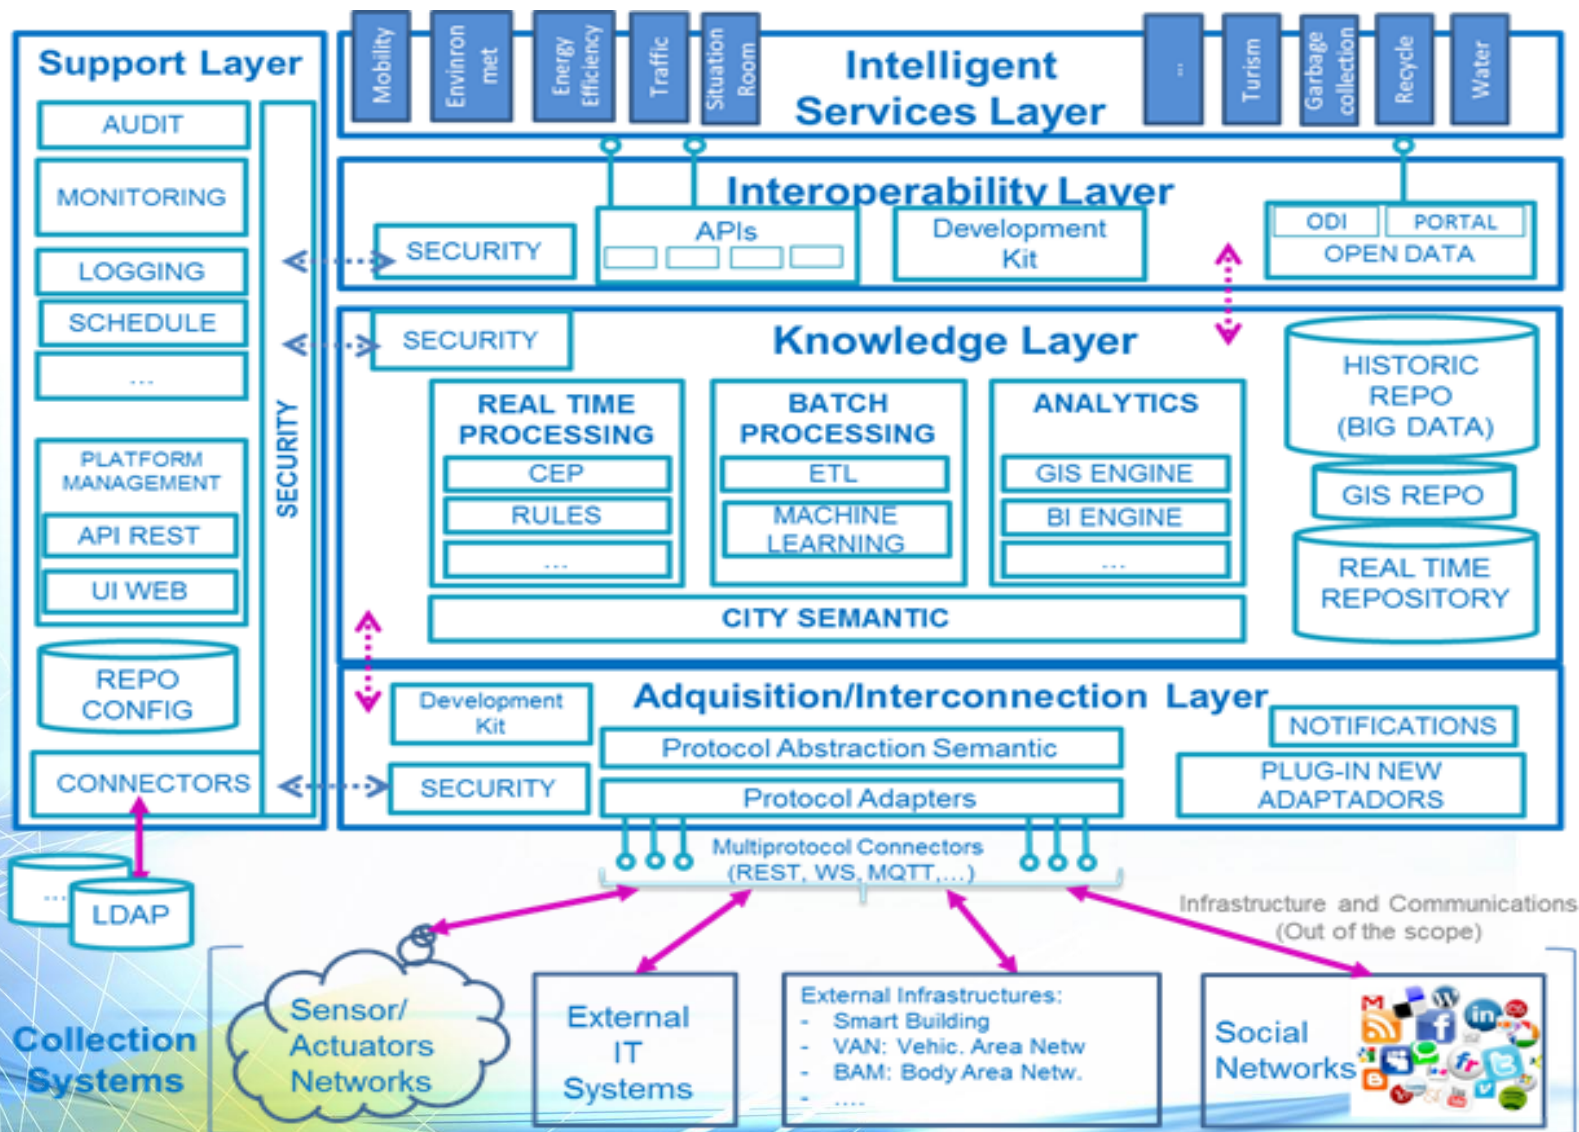 Support Layer
AUDIT
MONITORING
LOGGING
SCHEDULE
...
PLATFORM
MANAGEMENT
API REST
UI WEB
REPO
CONFIG
CONNECTORS
SECURITY
...
LDAP
Mobility
Envinron
met
Energy
Efficiency
Traffic
Situation
Room
Intelligent
Services Layer
...
Turism
Garbage
collection
Recycle
Water
Interoperability Layer
SECURITY
APIs
Development
Kit
ODI
PORTAL
OPEN DATA
SECURITY
Knowledge Layer
REAL TIME
PROCESSING
CEP
RULES
...
BATCH
PROCESSING
ETL
MACHINE
LEARNING
ANALYTICS
GIS ENGINE
BI ENGINE
...
CITY SEMANTIC
HISTORIC
REPO
(BIG DATA)
GIS REPO
REAL TIME
REPOSITORY
Adquisition/Interconnection Layer
Development
Kit
SECURITY
Protocol Abstraction Semantic
Protocol Adapters
NOTIFICATIONS
PLUG-IN NEW
ADAPTADORS
Multiprotocol Connectors
(REST, WS, MQTT,...)
Infrastructure and Communications
(Out of the scope)
Collection
Systems
Sensor/
Actuators
Networks
External
IT
Systems
External Infrastructures:
- Smart Building
- VAN: Vehic. Area Netw
- BAM: Body Area Netw.
- ....
Social
Networks